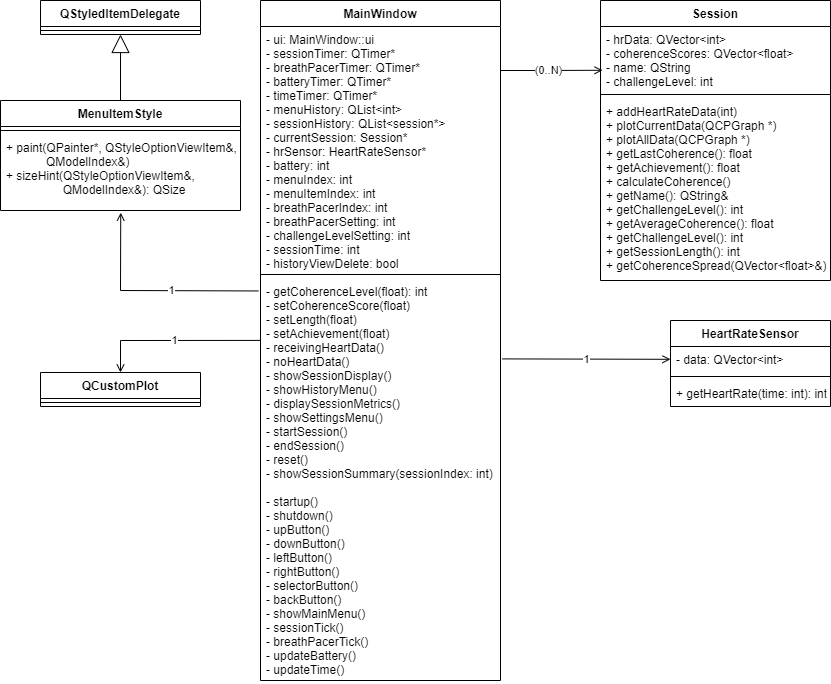 QStyledItemDelegate
MenuItemStyle
+ paint(QPainter*, QStyleOptionViewItem&,
QModelIndex&)
+ sizeHint(QStyleOptionViewItem&,
QModelIndex&): QSize
1
1
QCustomPlot
MainWindow
- ui: MainWindow::ui
- sessionTimer: QTimer*
- breathPacerTimer: QTimer*
- batteryTimer: QTimer*
- timeTimer: QTimer*
- menuHistory: QList<int>
- sessionHistory: QList<session*>
- currentSession: Session*
- hrSensor: HeartRateSensor*
- battery: int
- menuIndex: int
- menuItemIndex: int
- breathPacerIndex: int
- breathPacerSetting: int
- challengeLevelSetting: int
- sessionTime: int
- historyViewDelete: bool
- getCoherenceLevel(float): int
- setCoherenceScore(float)
- setLength(float)
- setAchievement(float)
- receivingHeartData()
- noHeartData()
- showSessionDisplay()
- showHistoryMenu()
- displaySessionMetrics()
- showSettingsMenu()
- startSession()
- endSession()
- reset()
- showSessionSummary(sessionIndex: int)
- startup()
- shutdown()
- upButton()
- downButton()
- leftButton()
- rightButton()
- selectorButton()
- backButton()
- showMainMenu()
- sessionTick()
- breathPacerTick()
- updateBattery()
- updateTime()
(0..N)
Session
- hrData: QVector<int>
- coherenceScores: QVector<float>
- name: QString
- challengeLevel: int
+ addHeartRateData(int)
+ plotCurrentData(QCPGraph *)
+ plotAllData(QCPGraph *)
+ getLastCoherence(): float
+ getAchievement(): float
+ calculateCoherence()
+ getName(): QString&
+ getChallengeLevel(): int
+ getAverageCoherence(): float
+ getChallengeLevel(): int
+ getSessionLength(): int
+ getCoherenceSpread(QVector<float>&)
1
HeartRateSensor
- data: QVector<int>
+ getHeartRate(time: int): int